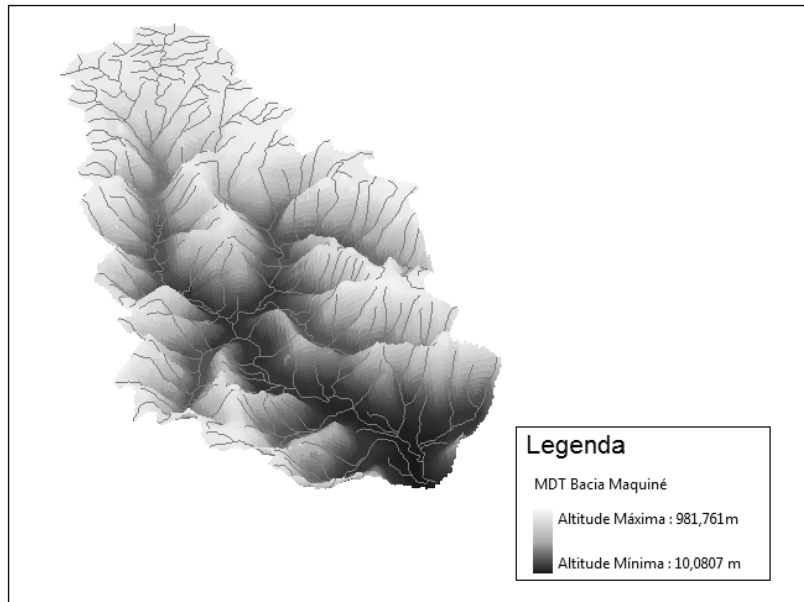 Legenda
MDT Bacia Maquiné
Altitude Máxima : 981,761m
Altitude Mínima : 10,0807 m